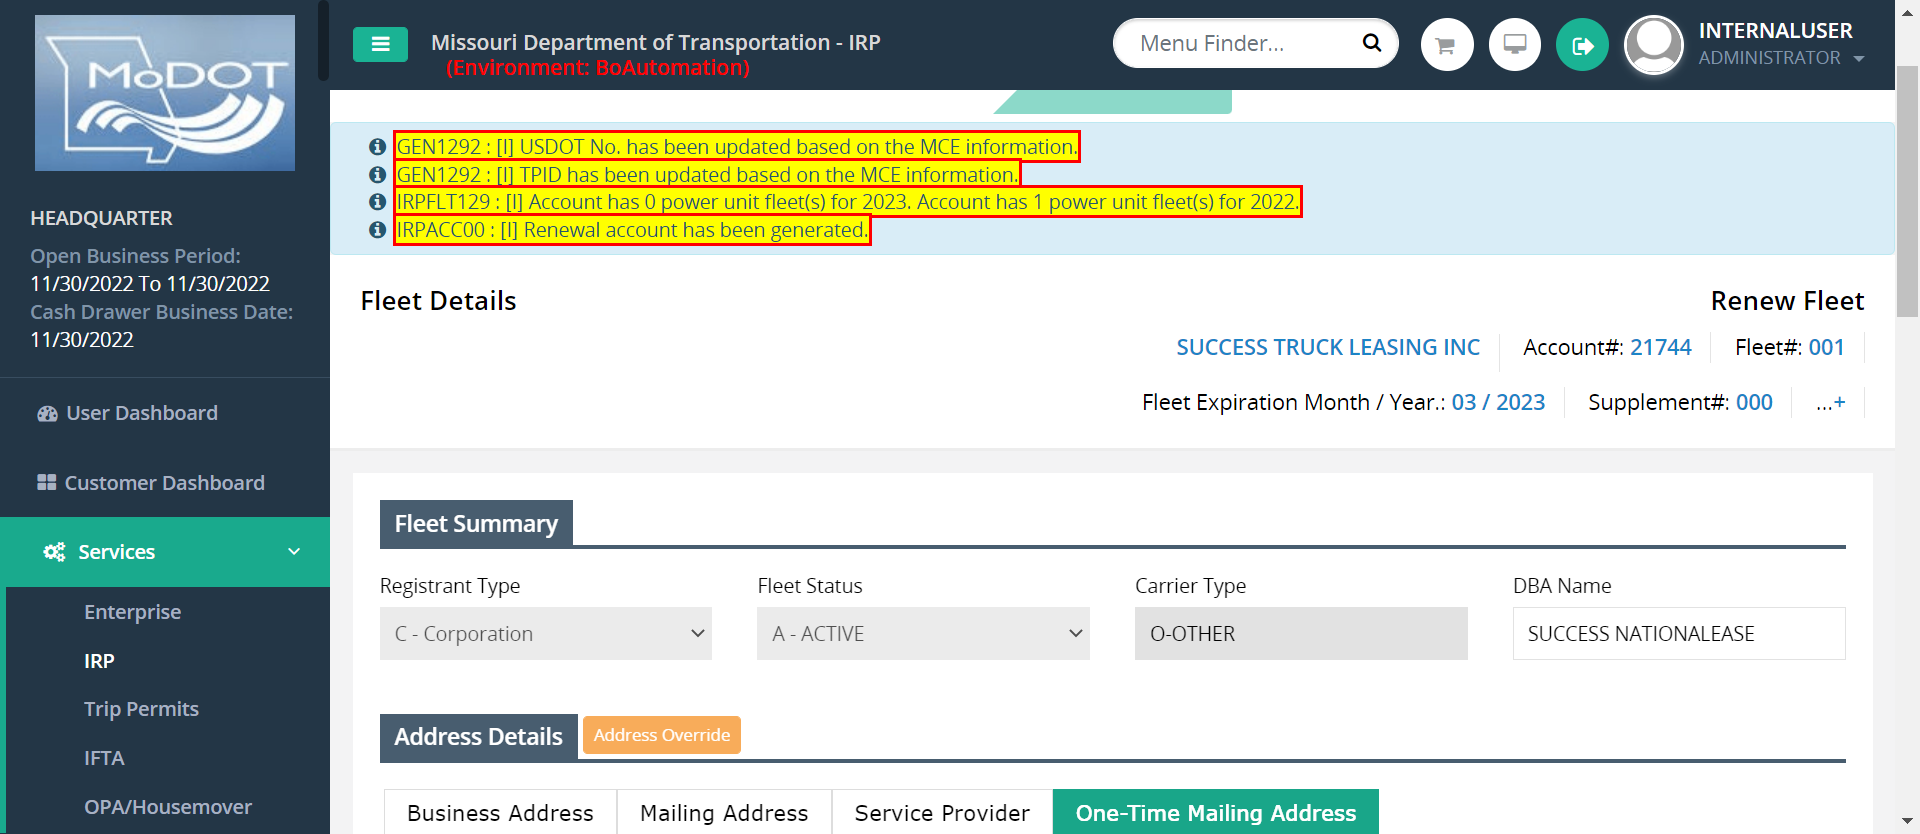 MoDOT
Missouri Department of Transportation - IRP
(Environment: BoAutomation)
Menu Finder...
INTERNALUSER
ADMINISTRATOR
HEADQUARTER
Open Business Period:
11/30/2022 To 11/30/2022
Cash Drawer Business Date:
11/30/2022
User Dashboard
Customer Dashboard
Services
Enterprise
IRP
Trip Permits
IFTA
OPA/Housemover
GEN1292 : [I] USDOT No. has been updated based on the MCE information.
GEN1292 : [I] TPID has been updated based on the MCE information.
IRPFLT129 : [I] Account has 0 power unit fleet(s) for 2023. Account has 1 power unit fleet(s) for 2022.
IRPACC00 : [I] Renewal account has been generated.
Fleet Details
Renew Fleet
SUCCESS TRUCK LEASING INC
Account#: 21744
Fleet#: 001
Fleet Expiration Month / Year.: 03 / 2023
Supplement#: 000
...+
Fleet Summary
Registrant Type
Fleet Status
Carrier Type
DBA Name
C - Corporation
A - ACTIVE
O-OTHER
SUCCESS NATIONALEASE
Address Details
Address Override
Business Address
Mailing Address
Service Provider
One-Time Mailing Address